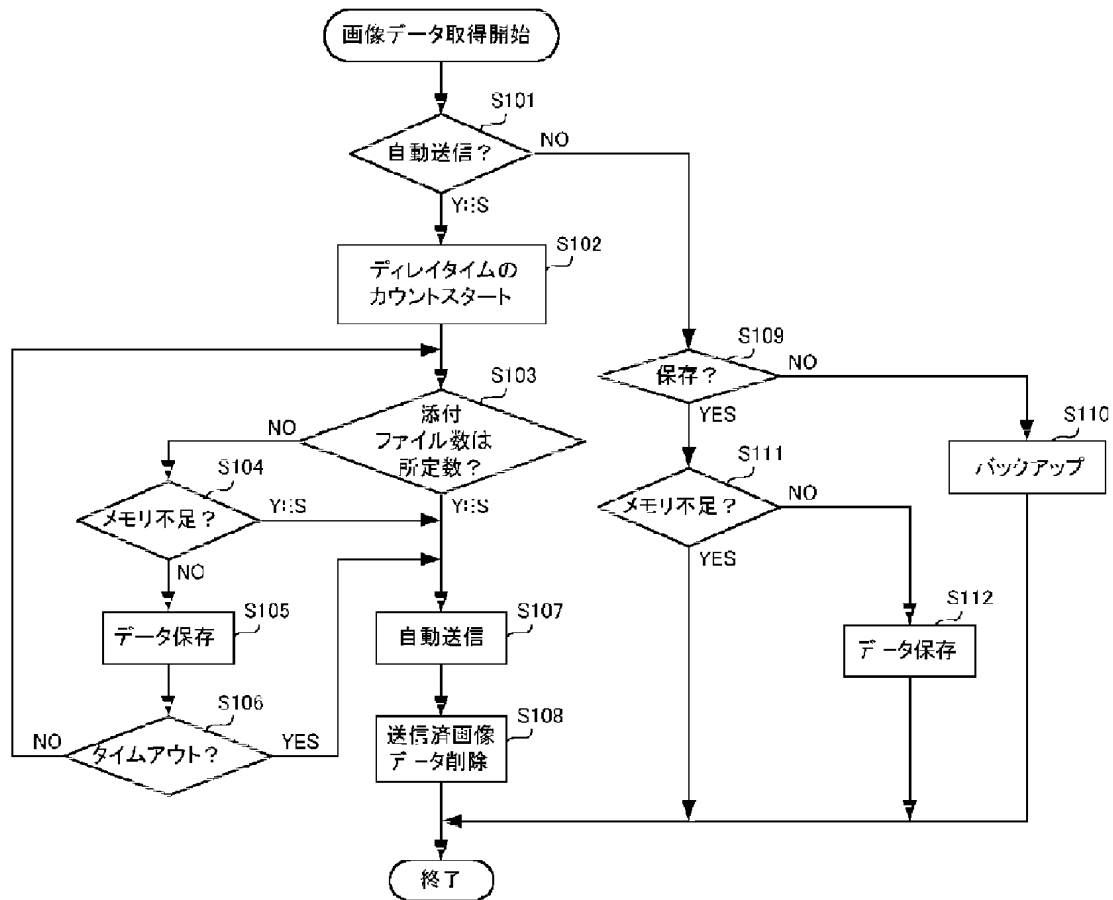 画像データ取得開始
S101
自動送信?
NO
YES
S102
ディレイタイムの
カウントスタート
S103
添付
ファイル数は
所定数?
NO
YES
S104
メモリ不足?
YES
NO
S105
データ保存
S106
タイムアウト?
NO
YES
S107
自動送信
S108
送信済画像
データ削除
S109
保存?
NO
YES
S110
バックアップ
S111
メモリ不足?
NO
YES
S112
データ保存
終了